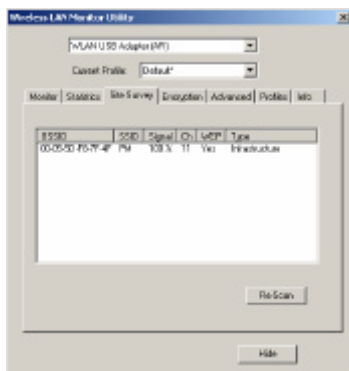 Wireless LAN Monitor Utility
WLAN USB Adapter(AT)
Current Profile: Default*
Monitor Statistics Site Survey Encryption Advanced Profiles Info
BSSID SSID Signal Ch WEP Type
PM 100 % 11 Yes Infrastructure
Re-Scan
Hide